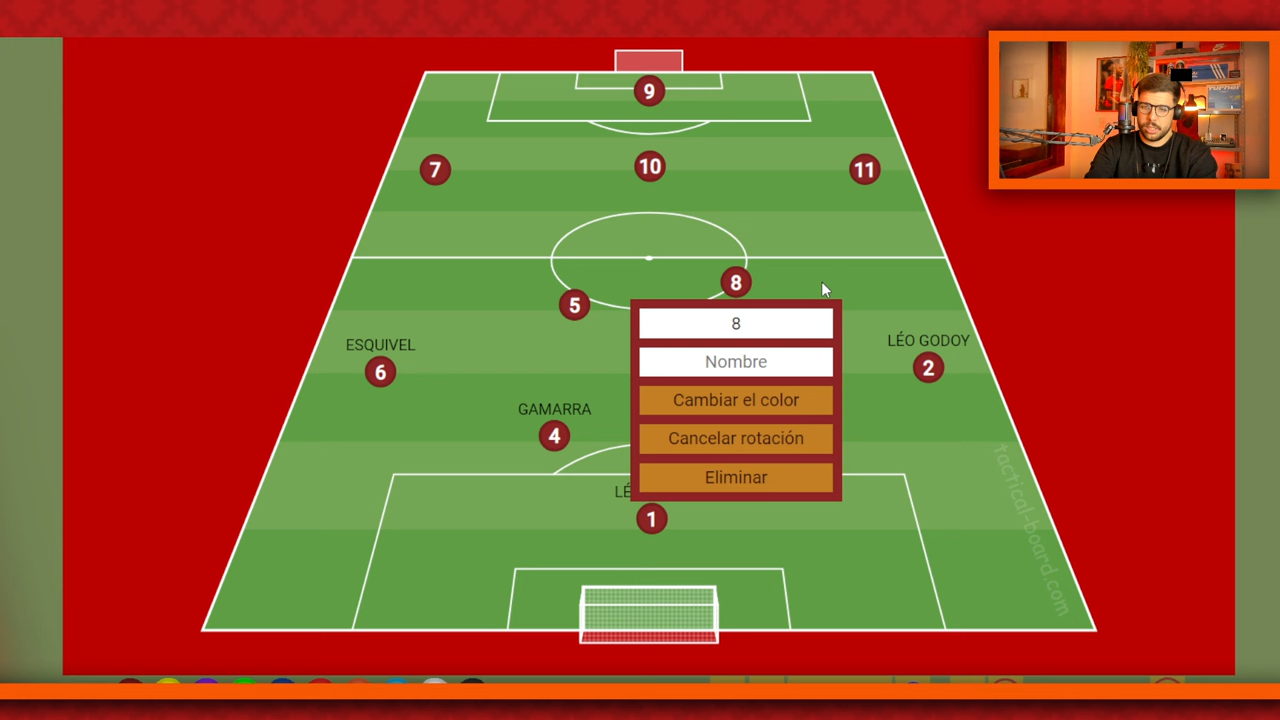 9
7
10
11
8
5
8
ESQUIVEL
LÉO GODOY
Nombre
6
2
Cambiar el color
GAMARRA
4
Cancelar rotación
Eliminar
LÉ
1
tactical-board.com